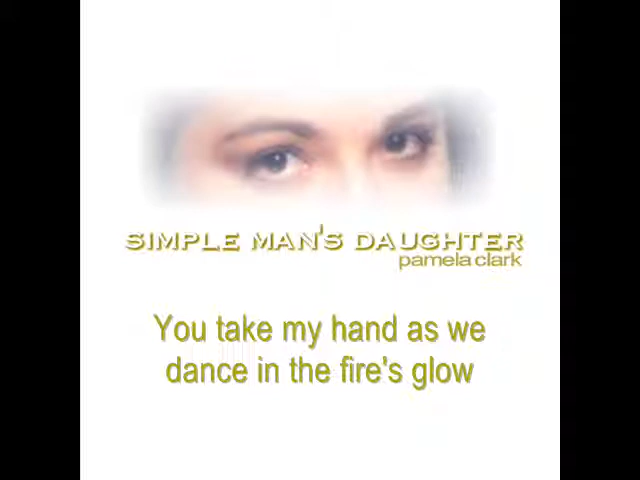 SIMPLE MAN'S DAUGHTER
pamela clark
You take my hand as we
dance in the fire's glow